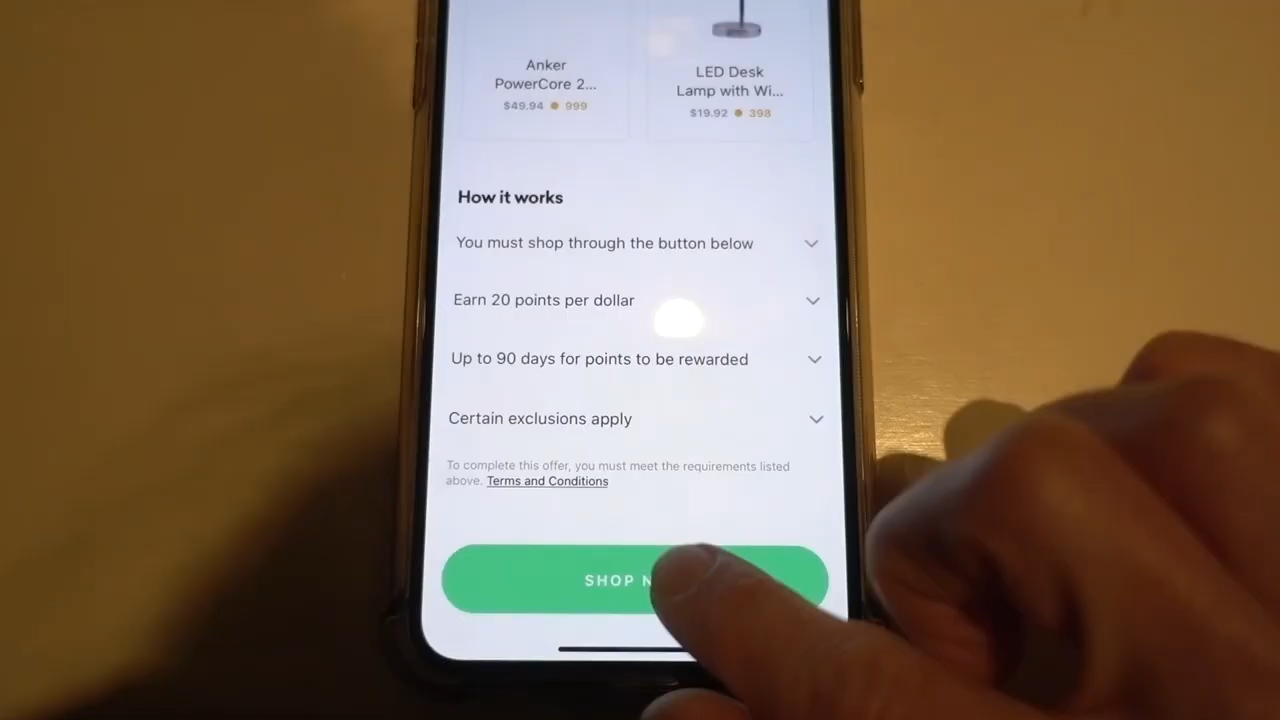 Anker
PowerCore 2...
$49.94 999
LED Desk
Lamp with Wi...
$19.92 398
How it works
You must shop through the button below
Earn 20 points per dollar
Up to 90 days for points to be rewarded
Certain exclusions apply
To complete this offer, you must meet the requirements listed
above. Terms and Conditions
SHOP N